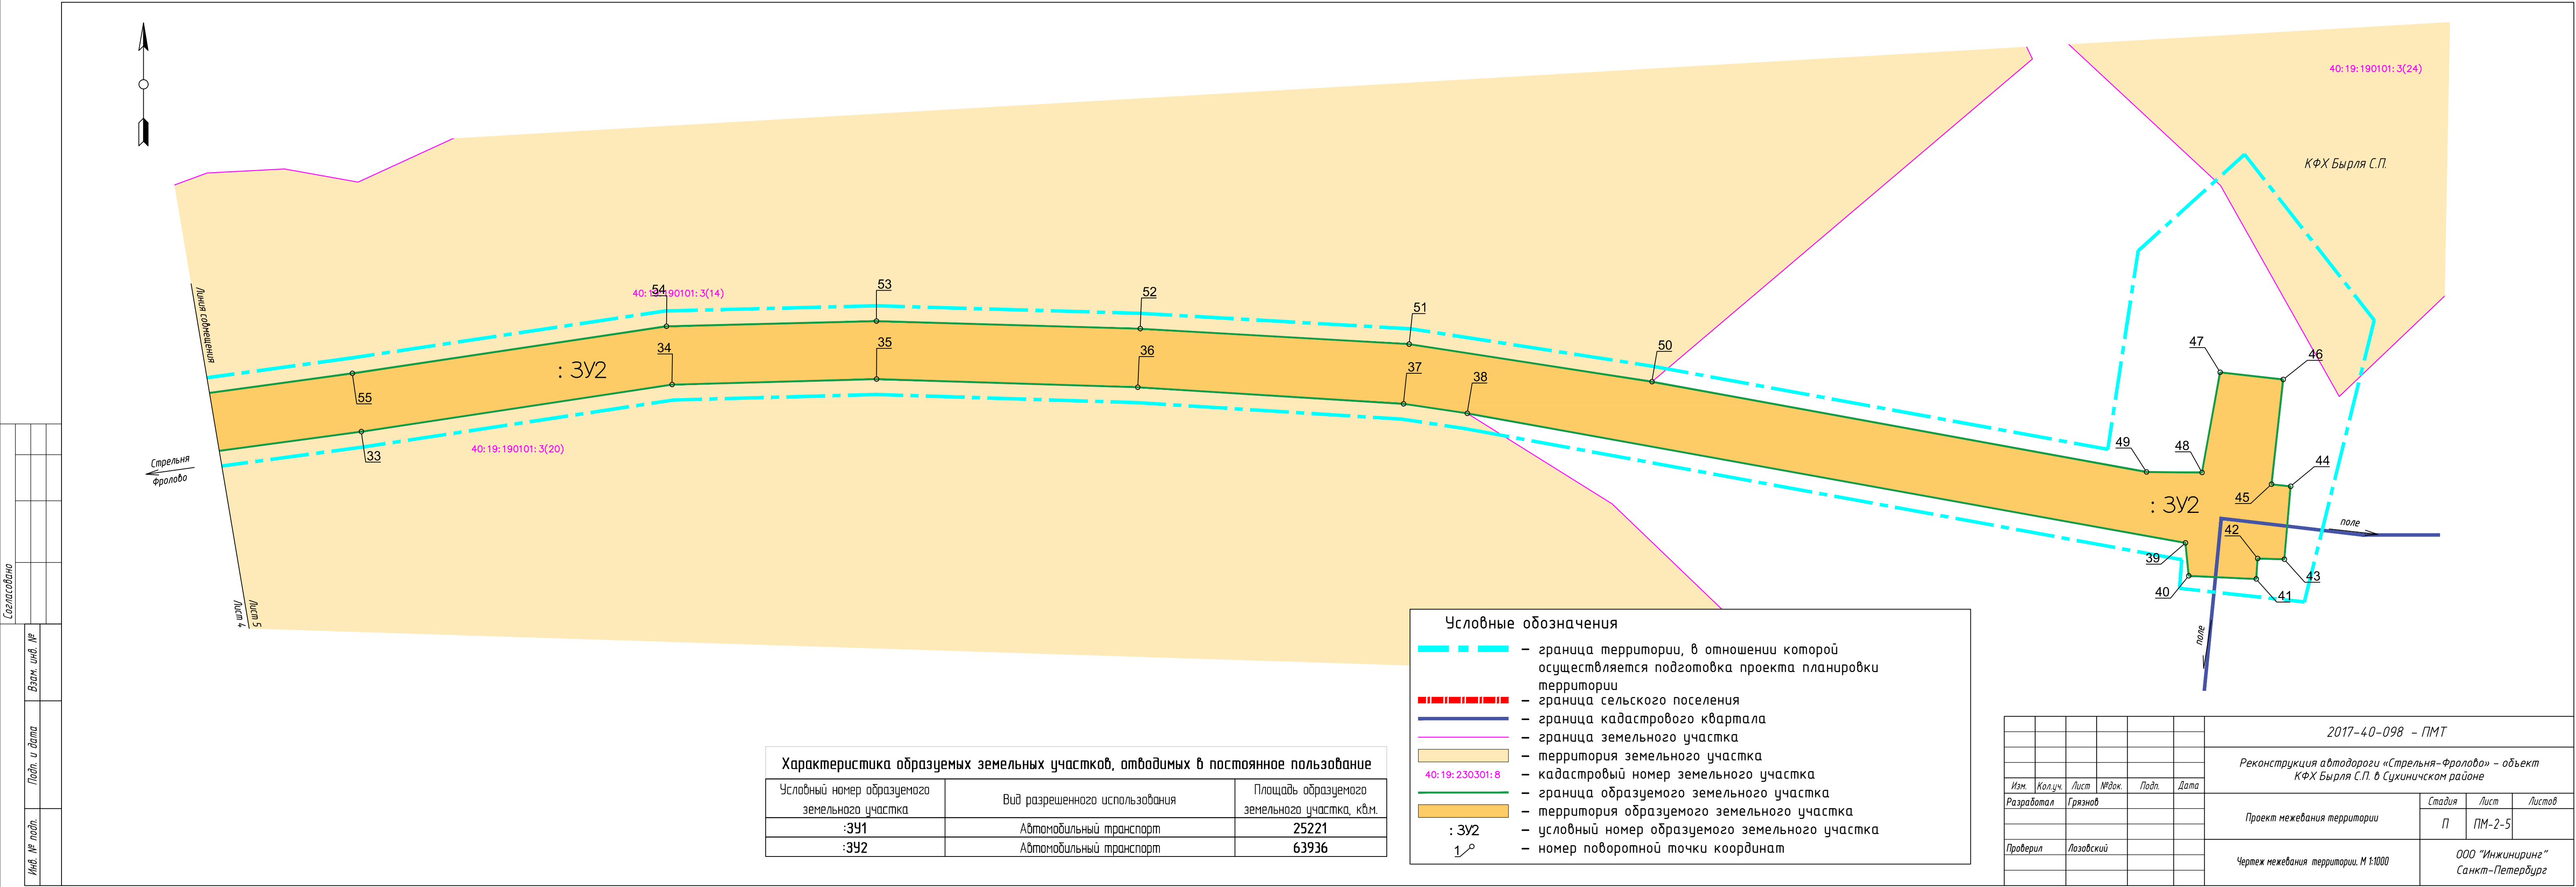 40:19:190101:3(24)
КФХ Бырля С.П.
Линия совмещения
40:19:190101:3(14)
54
53
52
51
50
47
46
34
35
36
37
38
: ЗУ2
55
33
40:19:190101:3(20)
Стрельня
Фролово
49
48
44
45
: ЗУ2
42
поле
39
43
40
41
поле
Лист 4
Лист 5
Согласовано
Взам. инв. №
Подп. и дата
Инв. № подл.
Условные обозначения
– граница территории, в отношении которой
осуществляется подготовка проекта планировки
территории
– граница сельского поселения
– граница кадастрового квартала
– граница земельного участка
– территория земельного участка
40:19:230301:8 – кадастровый номер земельного участка
– граница образуемого земельного участка
– территория образуемого земельного участка
: ЗУ2 – условный номер образуемого земельного участка
1 – номер поворотной точки координат
Характеристика образуемых земельных участков, отводимых в постоянное пользование
Условный номер образуемого
земельного участка
Вид разрешенного использования
Площадь образуемого
земельного участка, кв.м.
:ЗУ1 Автомобильный транспорт 25221
:ЗУ2 Автомобильный транспорт 63936
2017-40-098 - ПМТ
Реконструкция автодороги «Стрельня-Фролово» - объект
КФХ Бырля С.П. в Сухиничском районе
Изм. Кол.уч. Лист №док. Подп. Дата
Разработал Грязнов
Проект межевания территории
Стадия Лист Листов
П ПМ-2-5
Проверил Лозовский
Чертеж межевания территории. М 1:1000
ООО "Инжиниринг"
Санкт-Петербург